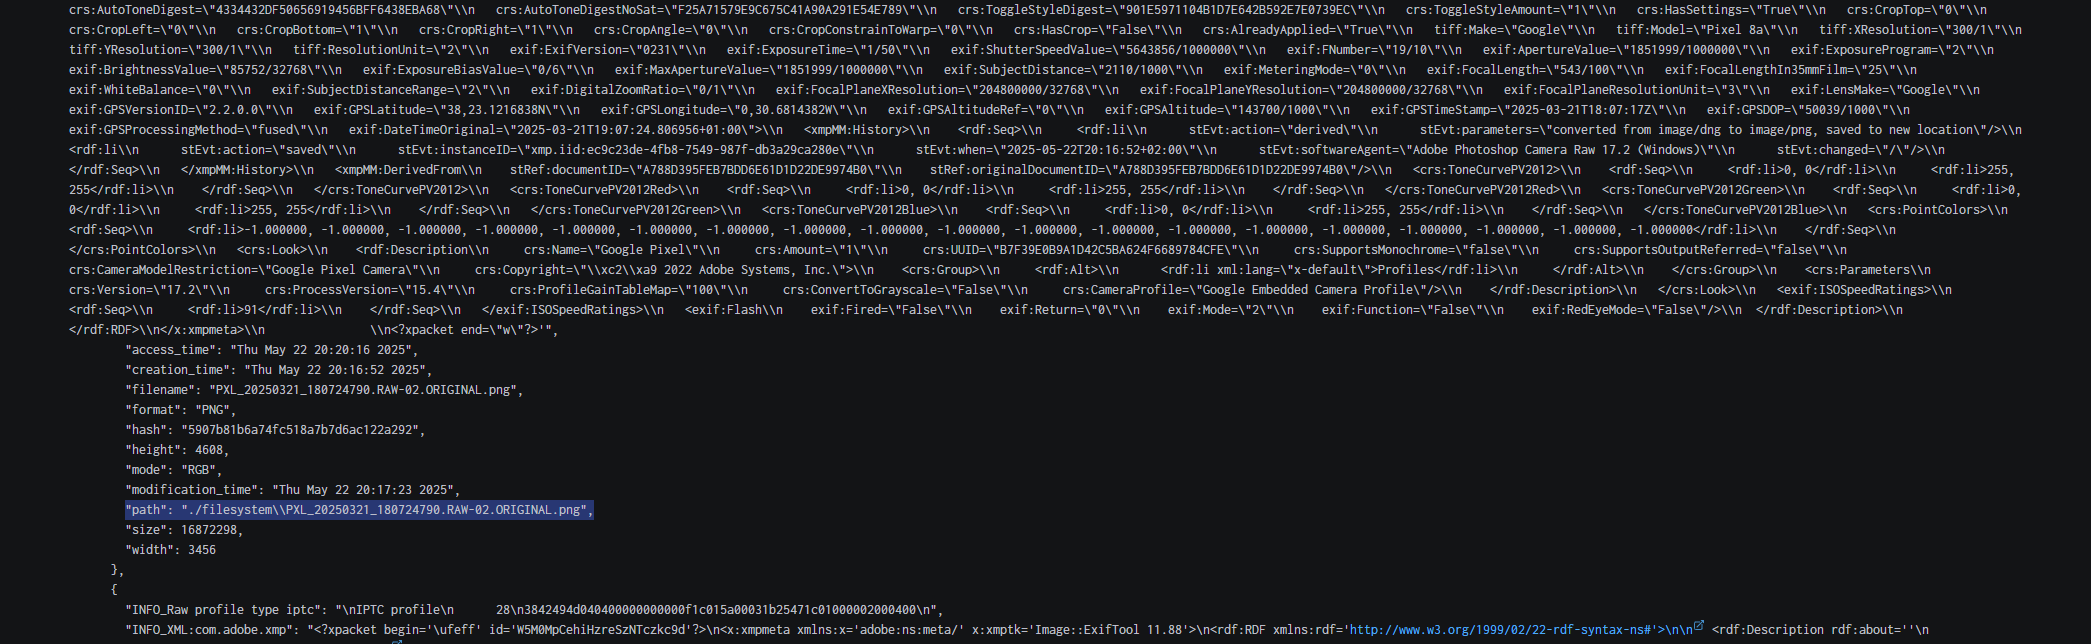 crs:AutoToneDigest=\"4334432DF50656919456BFF6438EBA68\"\\n   crs:AutoToneDigestNoSat=\"F25A71579E9C675C41A90A291E54E789\"\\n   crs:ToggleStyleDigest=\"901E5971104B1D7E642B592E7E0739EC\"\\n   crs:ToggleStyleAmount=\"1\"\\n   crs:HasSettings=\"True\"\\n   crs:CropTop=\"0\"\\n
crs:CropLeft=\"0\"\\n   crs:CropBottom=\"1\"\\n   crs:CropRight=\"1\"\\n   crs:CropAngle=\"0\"\\n   crs:CropConstrainToWarp=\"0\"\\n   crs:HasCrop=\"False\"\\n   crs:AlreadyApplied=\"True\"\\n   tiff:Make=\"Google\"\\n   tiff:Model=\"Pixel 8a\"\\n   tiff:XResolution=\"300/1\"\\n
tiff:YResolution=\"300/1\"\\n   tiff:ResolutionUnit=\"2\"\\n   exif:ExifVersion=\"0231\"\\n   exif:ExposureTime=\"1/50\"\\n   exif:ShutterSpeedValue=\"5643856/1000000\"\\n   exif:FNumber=\"19/10\"\\n   exif:ApertureValue=\"1851999/1000000\"\\n   exif:ExposureProgram=\"2\"\\n
exif:BrightnessValue=\"85752/32768\"\\n   exif:ExposureBiasValue=\"0/6\"\\n   exif:MaxApertureValue=\"1851999/1000000\"\\n   exif:SubjectDistance=\"2110/1000\"\\n   exif:MeteringMode=\"0\"\\n   exif:FocalLength=\"543/100\"\\n   exif:FocalLengthIn35mmFilm=\"25\"\\n
exif:WhiteBalance=\"0\"\\n   exif:SubjectDistanceRange=\"2\"\\n   exif:DigitalZoomRatio=\"0/1\"\\n   exif:FocalPlaneXResolution=\"204800000/32768\"\\n   exif:FocalPlaneYResolution=\"204800000/32768\"\\n   exif:FocalPlaneResolutionUnit=\"3\"\\n   exif:LensMake=\"Google\"\\n
exif:GPSVersionID=\"2.2.0.0\"\\n   exif:GPSLatitude=\"38,23.1216838N\"\\n   exif:GPSLongitude=\"0,30.6814382W\"\\n   exif:GPSAltitudeRef=\"0\"\\n   exif:GPSAltitude=\"143700/1000\"\\n   exif:GPSTimeStamp=\"2025-03-21T18:07:17Z\"\\n   exif:GPSDOP=\"50039/1000\"\\n
exif:GPSProcessingMethod=\"fused\"\\n   exif:DateTimeOriginal=\"2025-03-21T19:07:24.806956+01:00\">\\n   <xmpMM:History>\\n    <rdf:Seq>\\n     <rdf:li\\n      stEvt:action=\"derived\"\\n      stEvt:parameters=\"converted from image/dng to image/png, saved to new location\"/>\\n
<rdf:li\\n      stEvt:action=\"saved\"\\n      stEvt:instanceID=\"xmp.iid:ec9c23de-4fb8-7549-987f-db3a29ca280e\"\\n      stEvt:when=\"2025-05-22T20:16:52+02:00\"\\n      stEvt:softwareAgent=\"Adobe Photoshop Camera Raw 17.2 (Windows)\"\\n      stEvt:changed=\"/\"/>\\n
</rdf:Seq>\\n   </xmpMM:History>\\n   <xmpMM:DerivedFrom\\n    stRef:documentID=\"A788D395FEB7BDD6E61D1D22DE9974B0\"\\n    stRef:originalDocumentID=\"A788D395FEB7BDD6E61D1D22DE9974B0\"/>\\n   <crs:ToneCurvePV2012>\\n    <rdf:Seq>\\n     <rdf:li>0, 0</rdf:li>\\n     <rdf:li>255,
255</rdf:li>\\n    </rdf:Seq>\\n   </crs:ToneCurvePV2012>\\n   <crs:ToneCurvePV2012Red>\\n    <rdf:Seq>\\n     <rdf:li>0, 0</rdf:li>\\n     <rdf:li>255, 255</rdf:li>\\n    </rdf:Seq>\\n   </crs:ToneCurvePV2012Red>\\n   <crs:ToneCurvePV2012Green>\\n    <rdf:Seq>\\n     <rdf:li>0,
0</rdf:li>\\n     <rdf:li>255, 255</rdf:li>\\n    </rdf:Seq>\\n   </crs:ToneCurvePV2012Green>\\n   <crs:ToneCurvePV2012Blue>\\n    <rdf:Seq>\\n     <rdf:li>0, 0</rdf:li>\\n     <rdf:li>255, 255</rdf:li>\\n    </rdf:Seq>\\n   </crs:ToneCurvePV2012Blue>\\n   <crs:PointColors>\\n
<rdf:Seq>\\n     <rdf:li>-1.000000, -1.000000, -1.000000, -1.000000, -1.000000, -1.000000, -1.000000, -1.000000, -1.000000, -1.000000, -1.000000, -1.000000, -1.000000, -1.000000, -1.000000, -1.000000, -1.000000, -1.000000, -1.000000</rdf:li>\\n    </rdf:Seq>\\n
</crs:PointColors>\\n   <crs:Look>\\n    <rdf:Description\\n     crs:Name=\"Google Pixel\"\\n     crs:Amount=\"1\"\\n     crs:UUID=\"B7F39E0B9A1D42C5BA624F6689784CFE\"\\n     crs:SupportsMonochrome=\"false\"\\n     crs:SupportsOutputReferred=\"false\"\\n
crs:CameraModelRestriction=\"Google Pixel Camera\"\\n     crs:Copyright=\"\\xc2\\xa9 2022 Adobe Systems, Inc.\">\\n    <crs:Group>\\n     <rdf:Alt>\\n      <rdf:li xml:lang=\"x-default\">Profiles</rdf:li>\\n     </rdf:Alt>\\n    </crs:Group>\\n    <crs:Parameters\\n
crs:Version=\"17.2\"\\n     crs:ProcessVersion=\"15.4\"\\n     crs:ProfileGainTableMap=\"100\"\\n     crs:ConvertToGrayscale=\"False\"\\n     crs:CameraProfile=\"Google Embedded Camera Profile\"/>\\n    </rdf:Description>\\n   </crs:Look>\\n   <exif:ISOSpeedRatings>\\n
<rdf:Seq>\\n     <rdf:li>91</rdf:li>\\n    </rdf:Seq>\\n   </exif:ISOSpeedRatings>\\n   <exif:Flash\\n    exif:Fired=\"False\"\\n    exif:Return=\"0\"\\n    exif:Mode=\"2\"\\n    exif:Function=\"False\"\\n    exif:RedEyeMode=\"False\"/>\\n  </rdf:Description>\\n
</rdf:RDF>\\n</x:xmpmeta>\\n               \\n<?xpacket end=\"w\"?>'",
"access_time": "Thu May 22 20:20:16 2025",
"creation_time": "Thu May 22 20:16:52 2025",
"filename": "PXL_20250321_180724790.RAW-02.ORIGINAL.png",
"format": "PNG",
"hash": "5907b81b6a74fc518a7b7d6ac122a292",
"height": 4608,
"mode": "RGB",
"modification_time": "Thu May 22 20:17:23 2025",
"path": "./filesystem\\PXL_20250321_180724790.RAW-02.ORIGINAL.png",
"size": 16872298,
"width": 3456
},
{
"INFO_Raw profile type iptc": "\nIPTC profile\n      28\n3842494d040400000000000f1c015a00031b25471c01000002000400\n",
"INFO_XML:com.adobe.xmp": "<?xpacket begin='\ufeff' id='W5M0MpCehiHzreSzNTczkc9d'?>\n<x:xmpmeta xmlns:x='adobe:ns:meta/' x:xmptk='Image::ExifTool 11.88'>\n<rdf:RDF xmlns:rdf='http://www.w3.org/1999/02/22-rdf-syntax-ns#'>\n\n <rdf:Description rdf:about=''\n